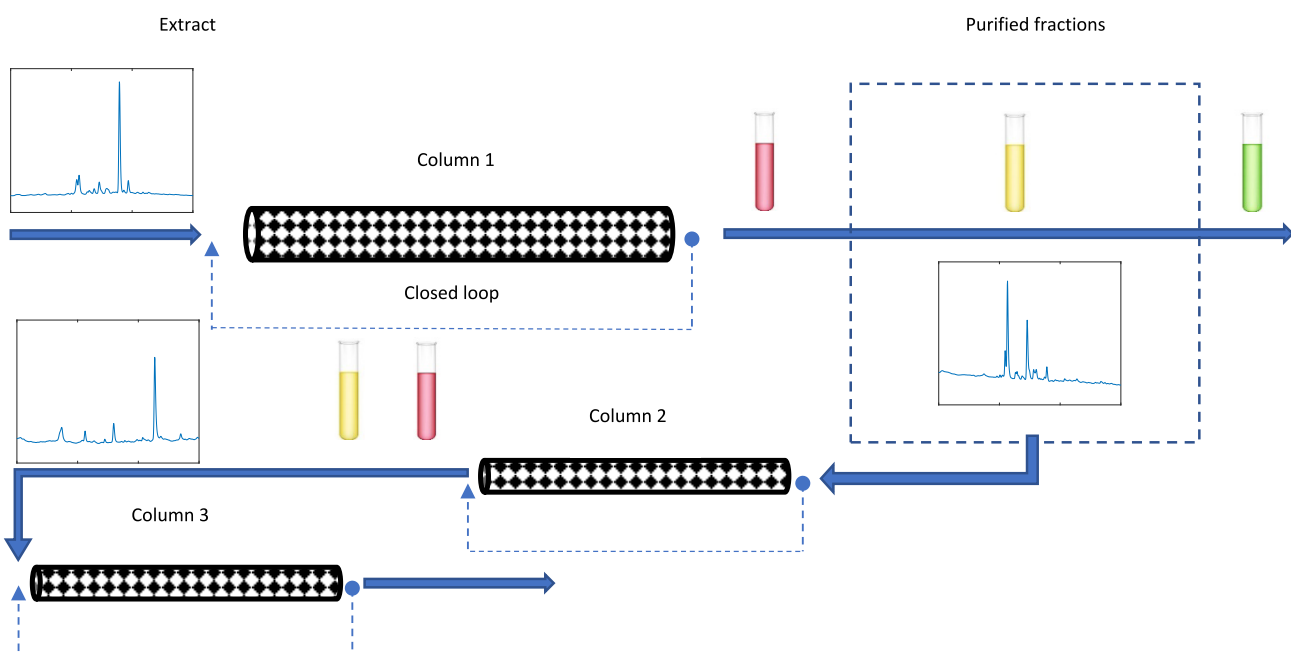 Extract
Purified fractions
Column 1
Closed loop
Column 2
Column 3